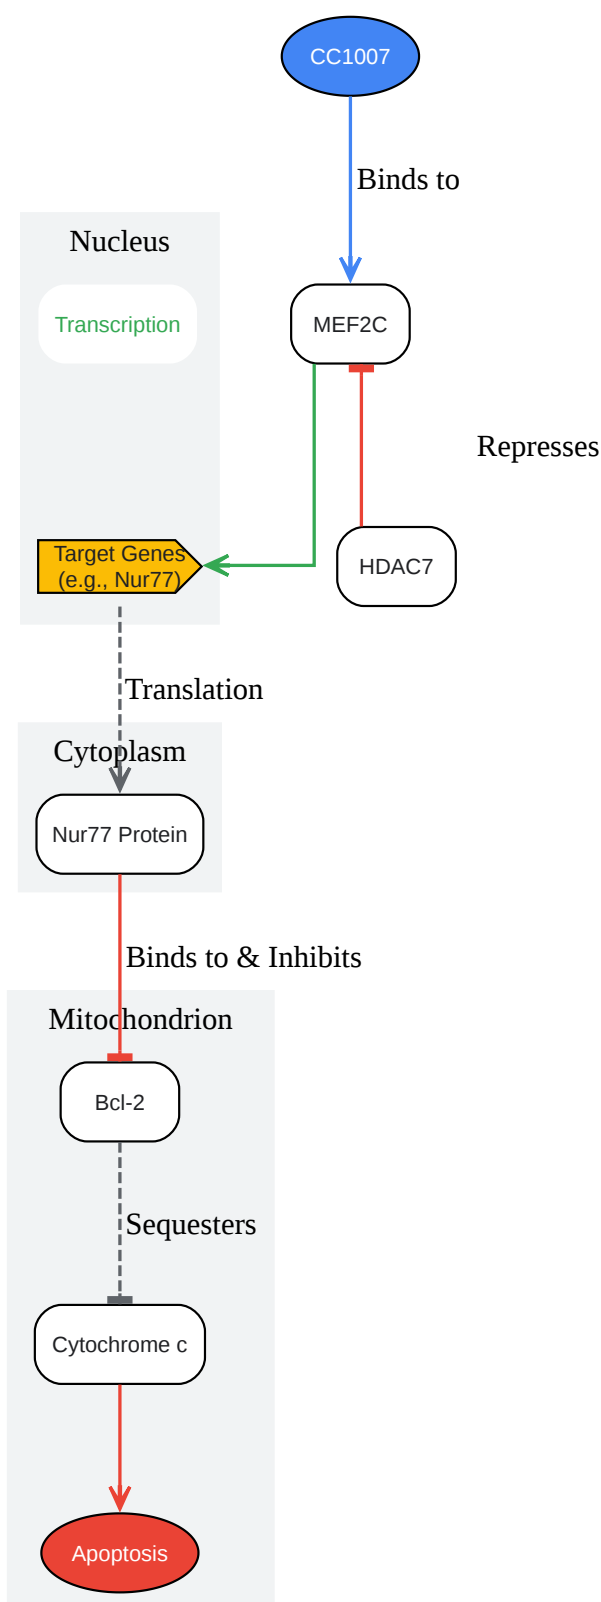 CC1007
Binds to
Nucleus
Transcription
MEF2C
Represses
Target Genes
(e.g., Nur77)
HDAC7
Translation
Cytoplasm
Nur77 Protein
Binds to & Inhibits
Mitochondrion
Bcl-2
Sequesters
Cytochrome c
Apoptosis